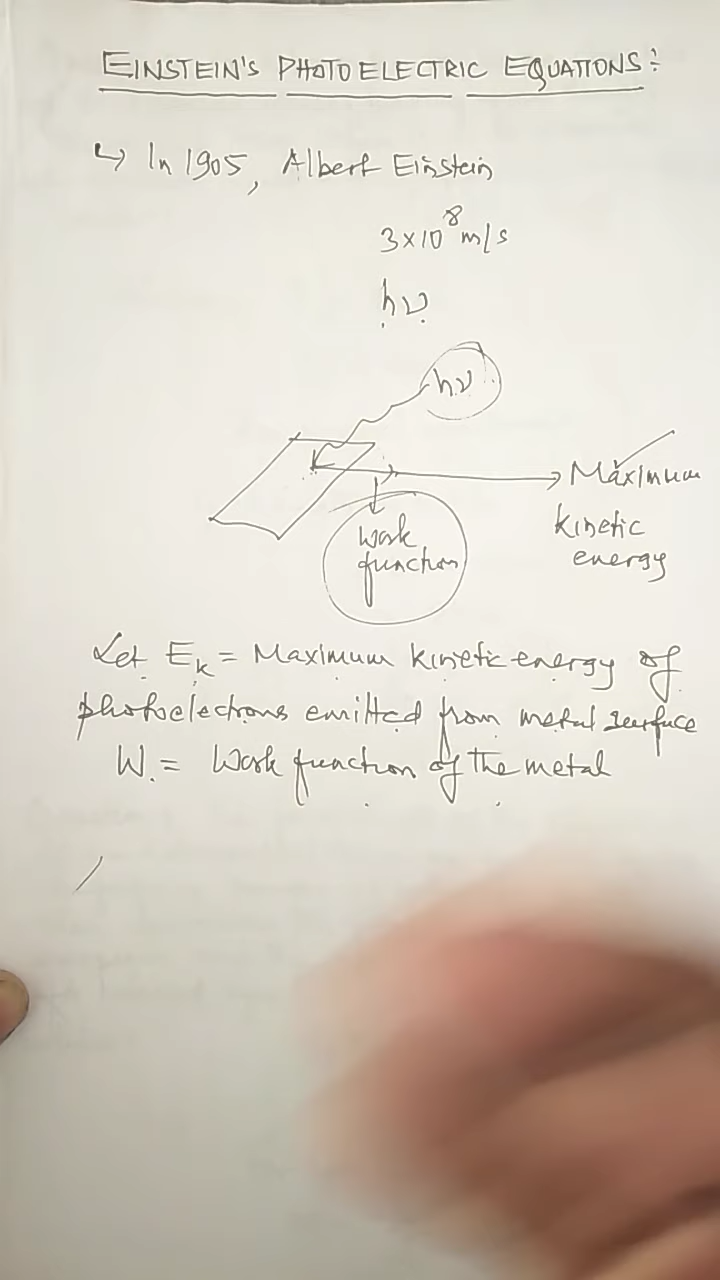 EINSTEIN'S PHOTOELECTRIC EQUATIONS:
↳ In 1905, Albert Einstein
3×10⁸ m/s
hν
hν
Maximum
kinetic
energy
Work
function
Let Eₖ = Maximum kinetic energy of
photoelectrons emitted from metal surface
W = Work function of the metal